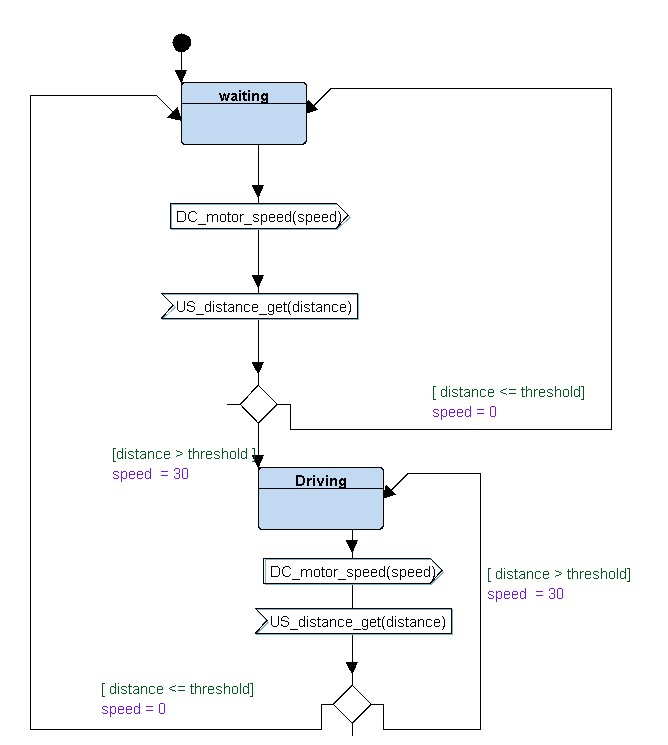 waiting
DC_motor_speed(speed)
US_distance_get(distance)
[ distance <= threshold]
speed = 0
[distance > threshold ]
speed  = 30
Driving
DC_motor_speed(speed)
[ distance > threshold]
speed  = 30
US_distance_get(distance)
[ distance <= threshold]
speed = 0